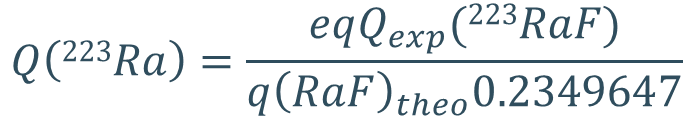 Q(²²³Ra) = eqQ_exp(²²³RaF) / q(RaF)_theo 0.2349647